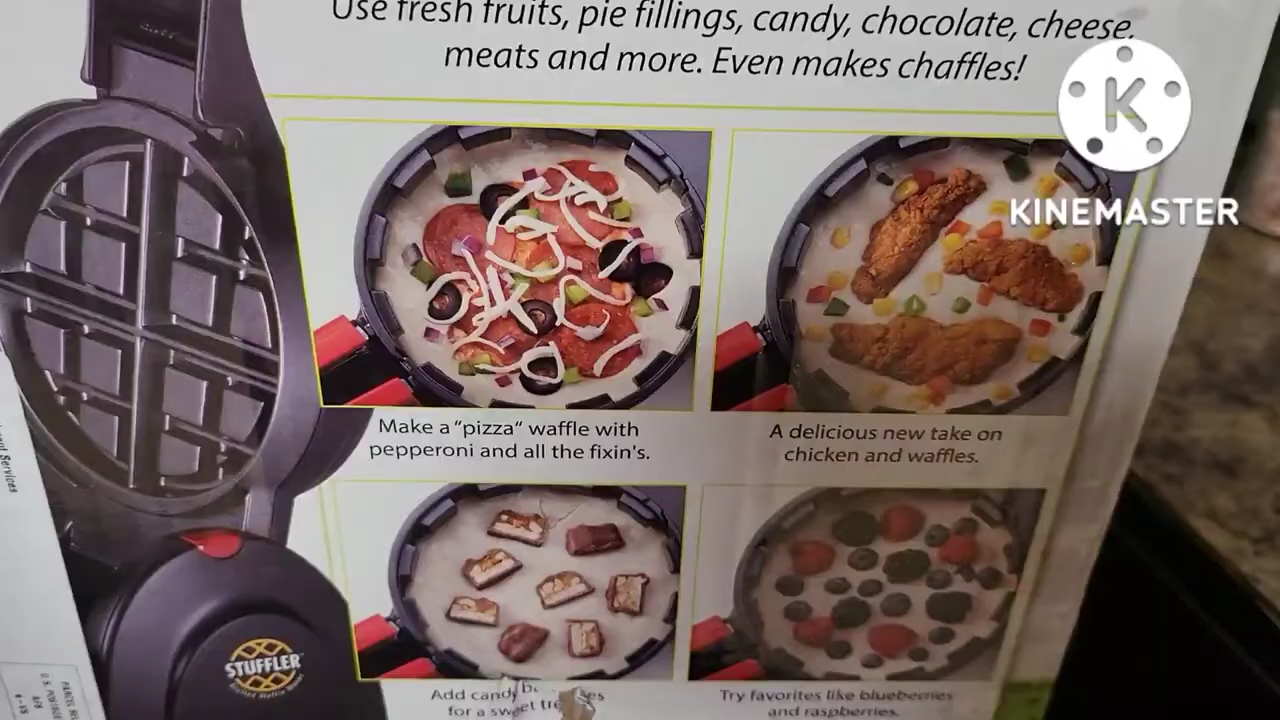 Use fresh fruits, pie fillings, candy, chocolate, cheese,
meats and more. Even makes chaffles!
KINEMASTER
Make a "pizza" waffle with
pepperoni and all the fixin's.
A delicious new take on
chicken and waffles.
STUFFLER
Add candy
for a sweet
Try favorites like blueberries
and raspberries.